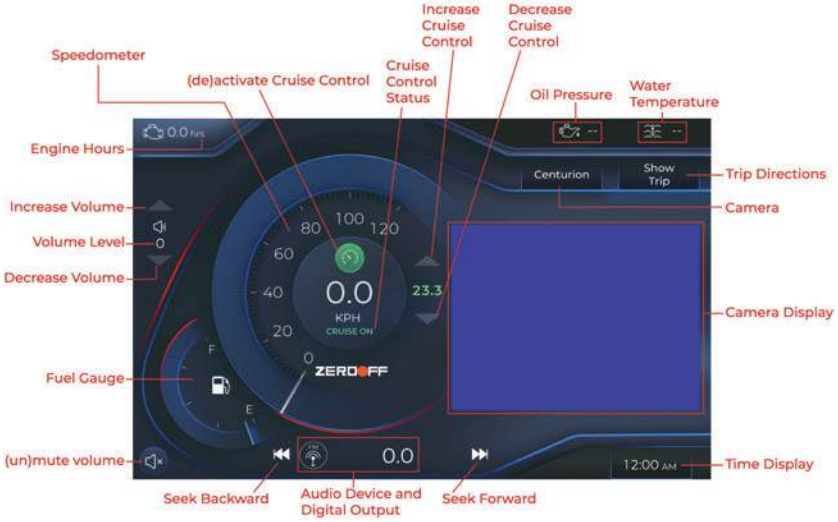 Increase
Cruise
Control
Decrease
Cruise
Control
Speedometer
(de)activate Cruise Control
Cruise
Control
Status
Oil Pressure
Water
Temperature
0.0 hrs
--
--
Engine Hours
Centurion
Show
Trip
Trip Directions
Camera
Increase Volume
Volume Level
0
Decrease Volume
0
20
40
60
80
100
120
0.0
KPH
CRUISE ON
23.3
ZEROOFF
Camera Display
Fuel Gauge
F
E
(un)mute volume
FM
0.0
12:00 AM
Time Display
Seek Backward
Audio Device and
Digital Output
Seek Forward